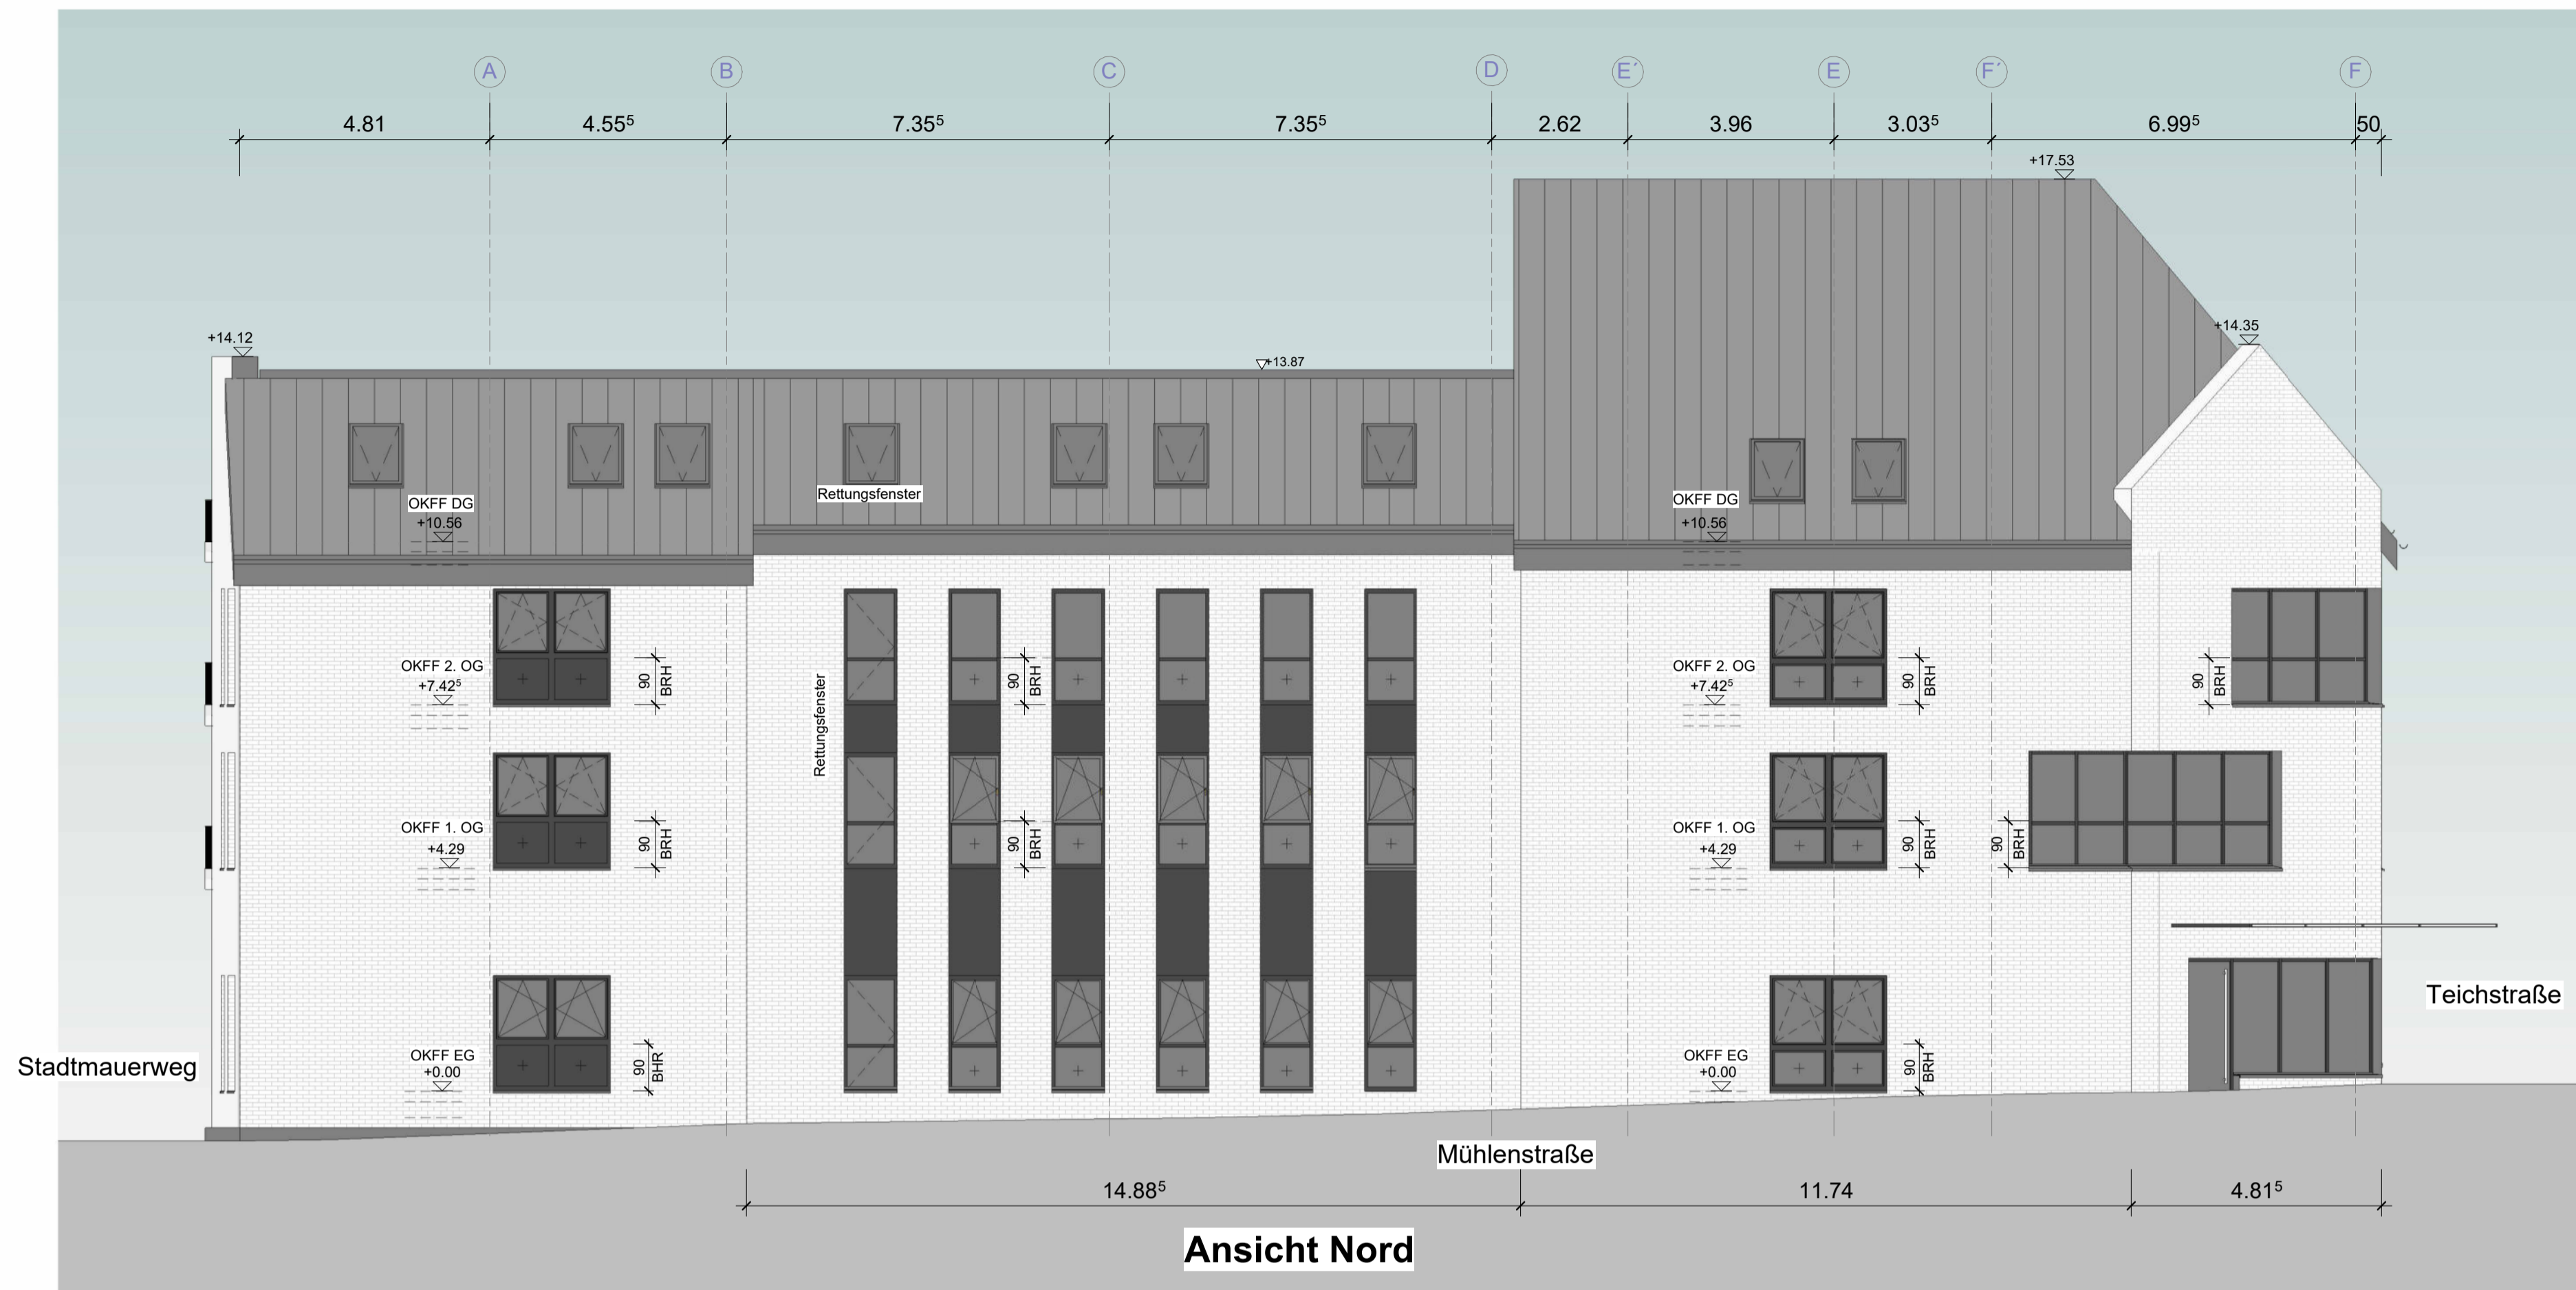 A B C D E´ E F´ F
4.81 4.55⁵ 7.35⁵ 7.35⁵ 2.62 3.96 3.03⁵ 6.99⁵ 50
+17.53
+14.35
+14.12
+13.87
Rettungsfenster
OKFF DG
+10.56
OKFF DG
+10.56
OKFF 2. OG
+7.42⁵
90
BRH
Rettungsfenster
90
BRH
OKFF 2. OG
+7.42⁵
90
BRH
90
BRH
OKFF 1. OG
+4.29
90
BRH
90
BRH
OKFF 1. OG
+4.29
90
BRH
90
BRH
Teichstraße
Stadtmauerweg
OKFF EG
+0.00
90
BHR
OKFF EG
+0.00
90
BRH
Mühlenstraße
14.88⁵ 11.74 4.81⁵
Ansicht Nord